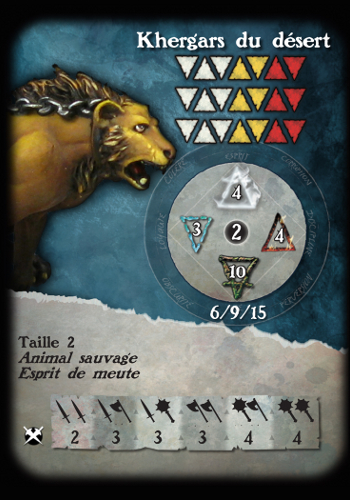 Khergars du désert
ESPRIT
4
3
2
4
10
6/9/15
Taille 2
Animal sauvage
Esprit de meute
2 3 3 3 4 4